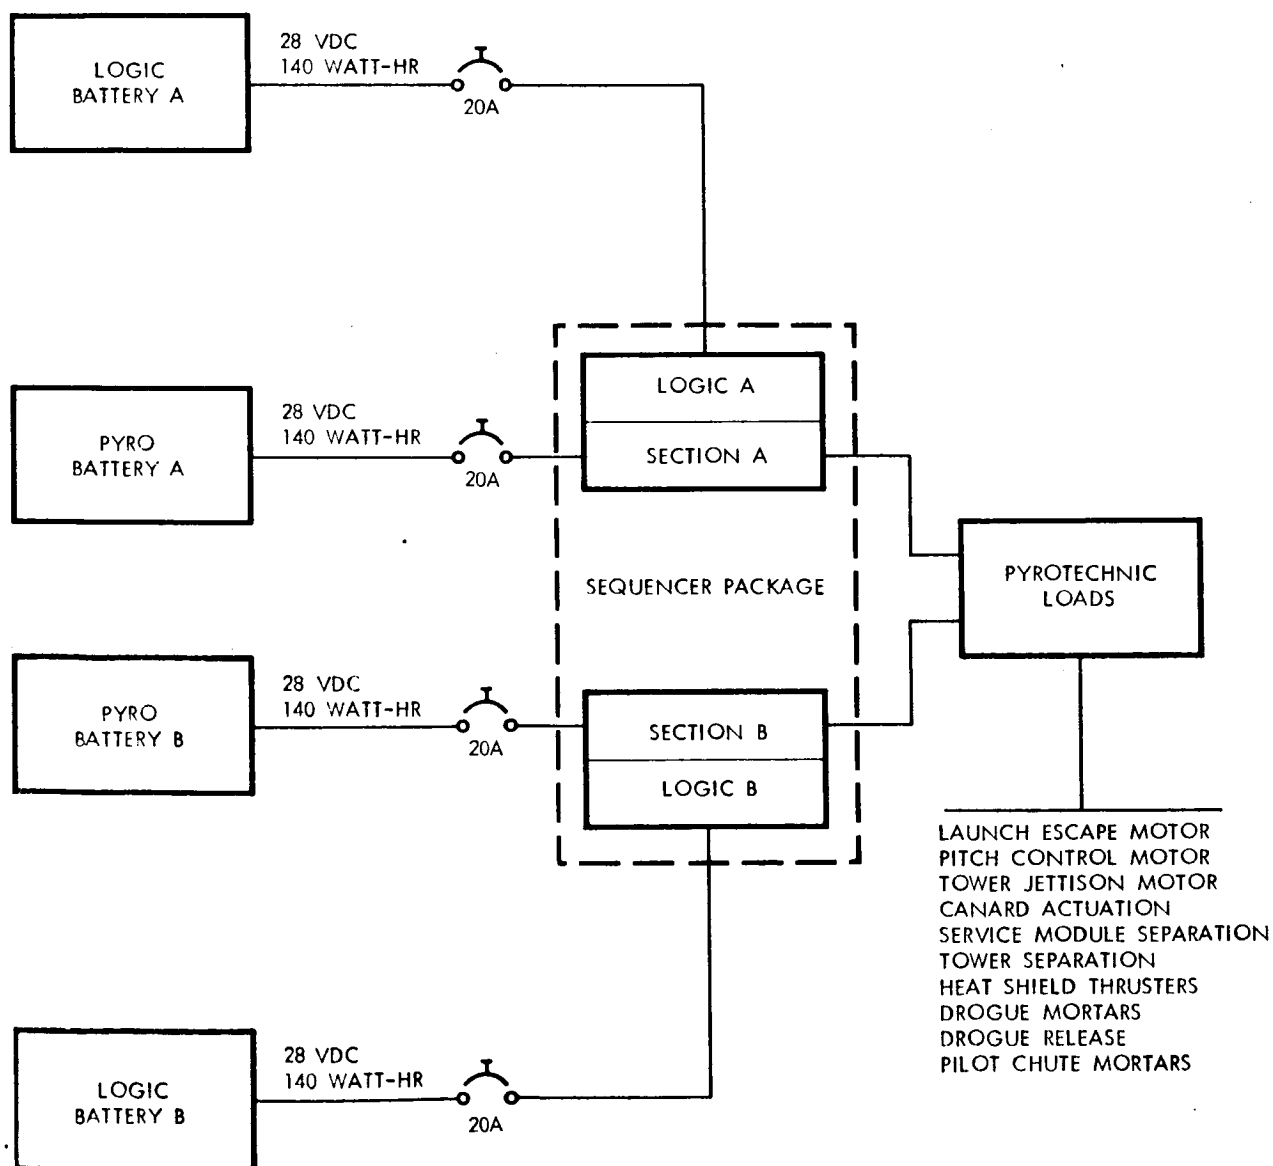 LOGIC
BATTERY A
28 VDC
140 WATT-HR
20A
PYRO
BATTERY A
28 VDC
140 WATT-HR
20A
LOGIC A
SECTION A
SEQUENCER PACKAGE
PYROTECHNIC
LOADS
PYRO
BATTERY B
28 VDC
140 WATT-HR
20A
SECTION B
LOGIC B
LAUNCH ESCAPE MOTOR
PITCH CONTROL MOTOR
TOWER JETTISON MOTOR
CANARD ACTUATION
SERVICE MODULE SEPARATION
TOWER SEPARATION
HEAT SHIELD THRUSTERS
DROGUE MORTARS
DROGUE RELEASE
PILOT CHUTE MORTARS
LOGIC
BATTERY B
28 VDC
140 WATT-HR
20A